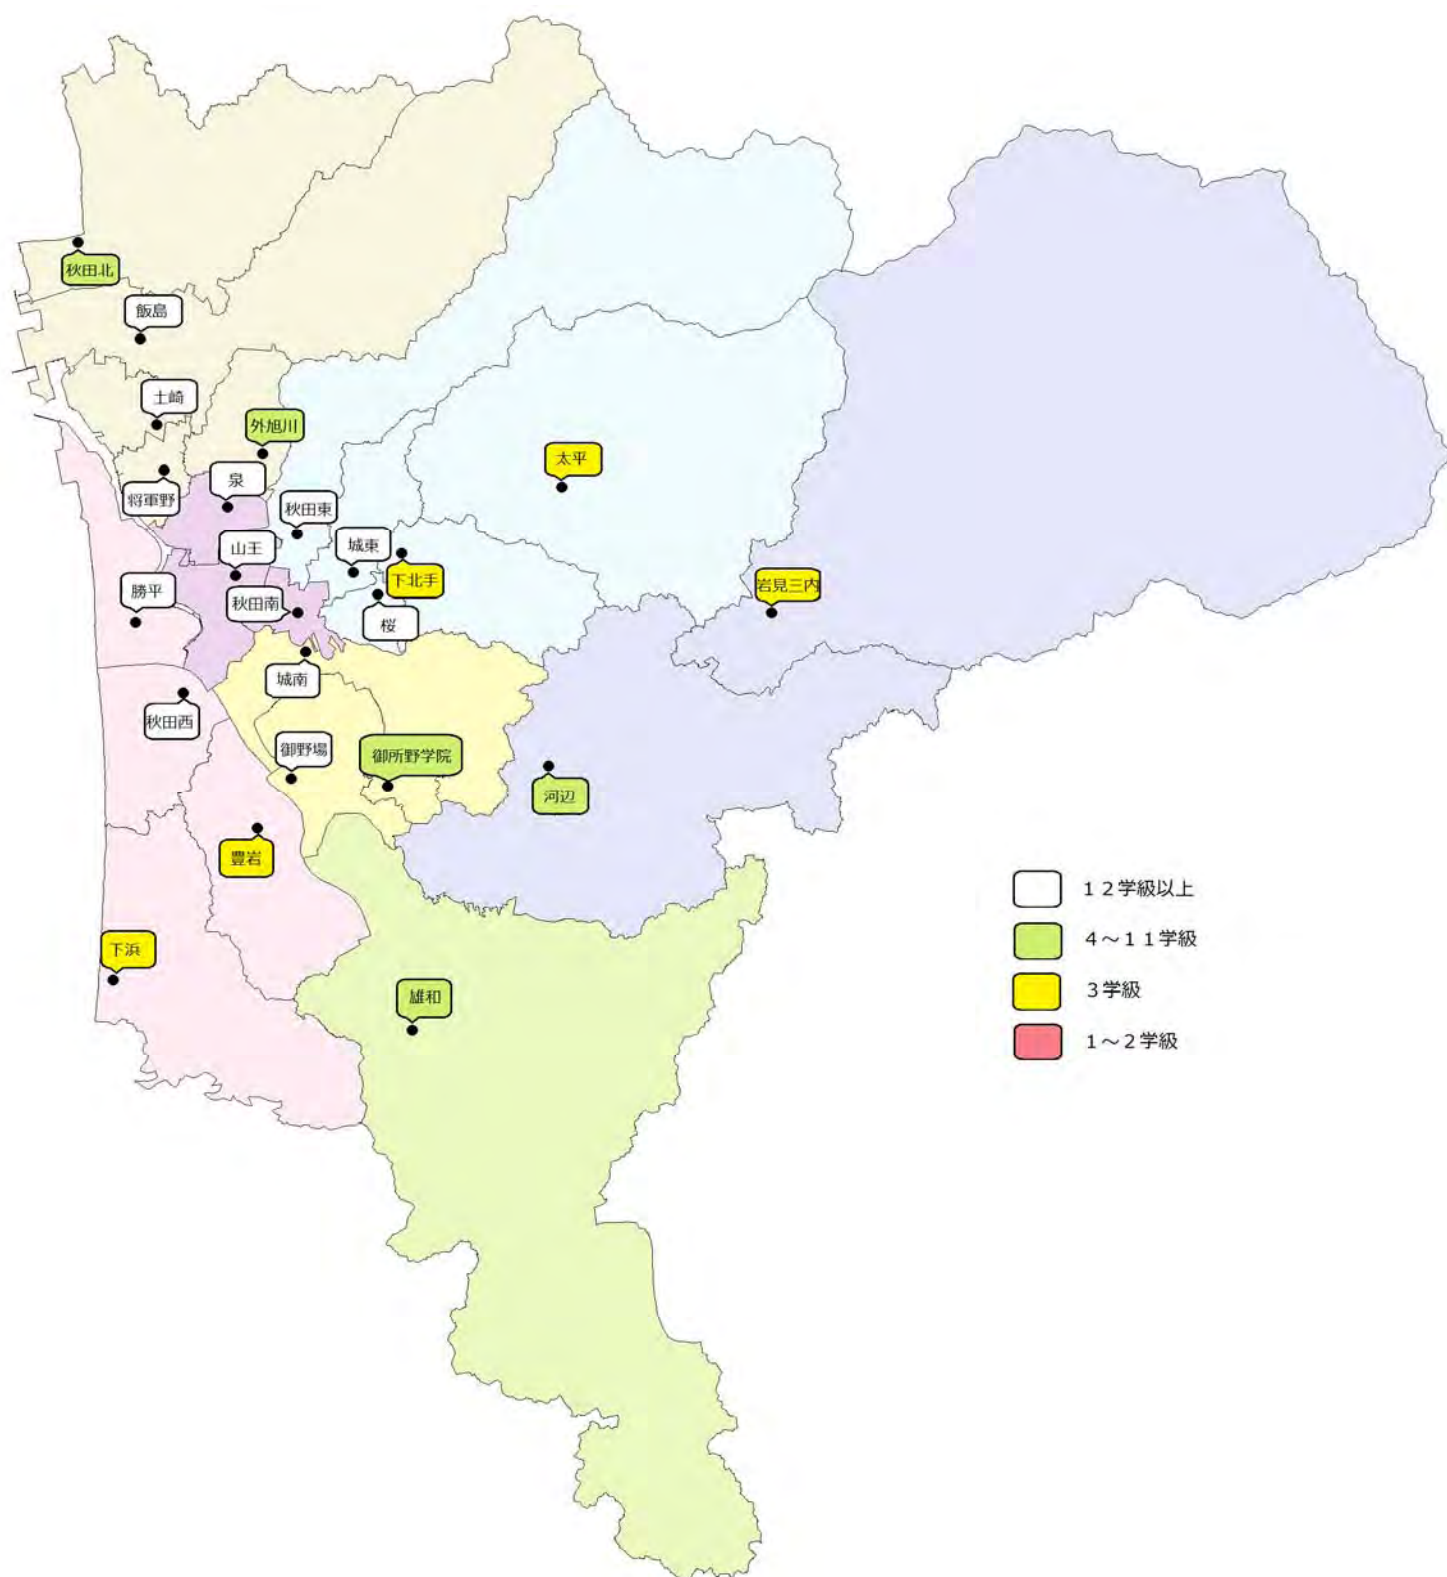 秋田北
飯島
土崎
外旭川
将軍野
泉
太平
秋田東
城東
山王
下北手
勝平
秋田南
桜
岩見三内
城南
秋田西
御野場
御所野学院
河辺
豊岩
下浜
雄和
１２学級以上
４～１１学級
３学級
１～２学級